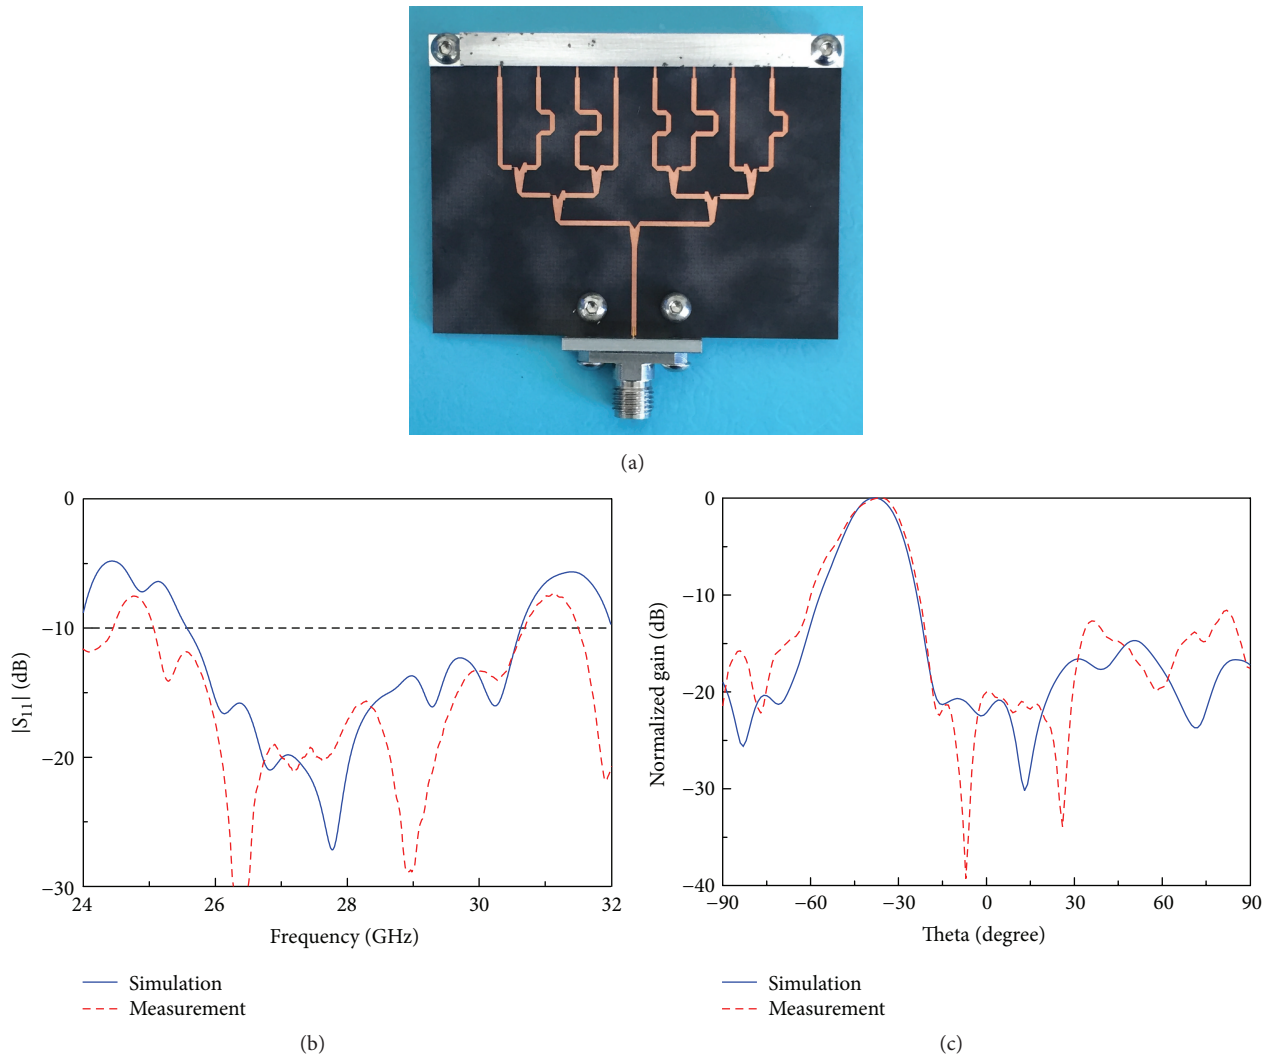 (a)
0
−10
−20
−30
|S11| (dB)
24
26
28
30
32
Frequency (GHz)
Simulation
Measurement
(b)
0
−10
−20
−30
−40
Normalized gain (dB)
−90
−60
−30
0
30
60
90
Theta (degree)
Simulation
Measurement
(c)